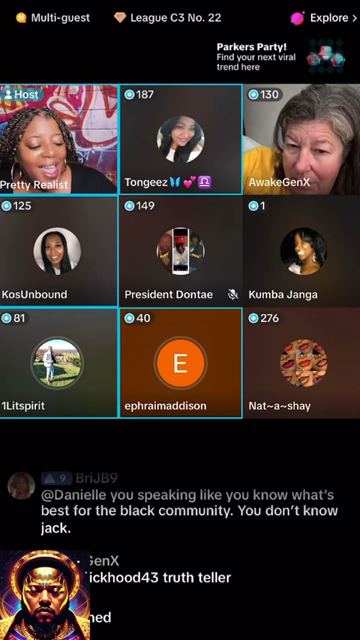 Multi-guest
League C3 No. 22
Explore >
Parkers Party!
Find your next viral
trend here
Host
187
130
Pretty Realist
Tongeez
AwakeGenX
125
149
1
KosUnbound
President Dontae
Kumba Janga
81
40
276
E
1Litspirit
ephraimaddison
Nat~a~shay
9 BriJB9
@Danielle you speaking like you know what's
best for the black community. You don't know
jack.
GenX
ickhood43 truth teller
ned